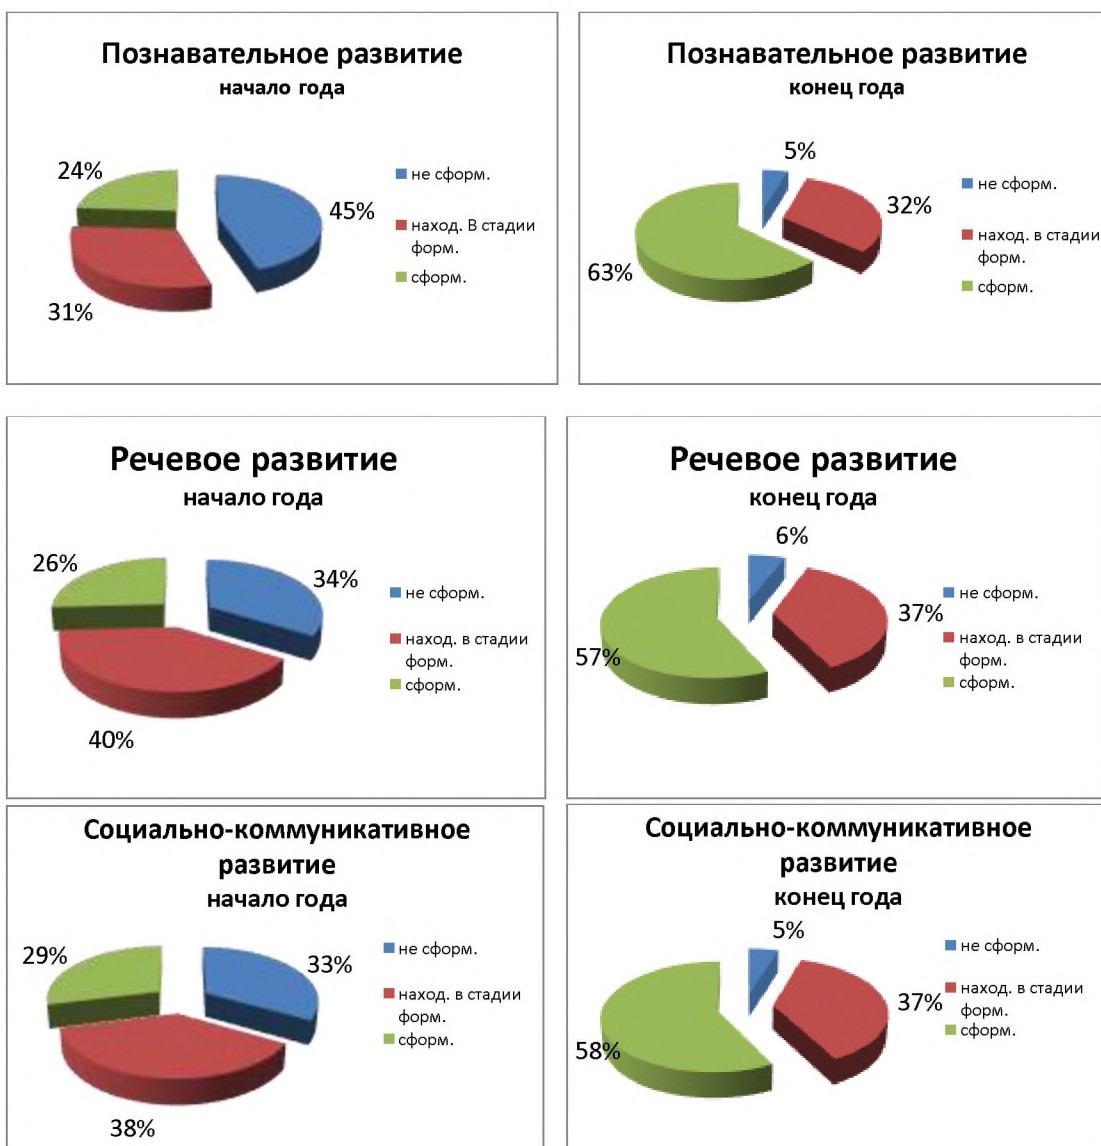 Познавательное развитие
начало года
24%
45%
31%
не сформ.
наход. В стадии
форм.
сформ.
Познавательное развитие
конец года
5%
32%
63%
не сформ.
наход. в стадии
форм.
сформ.
Речевое развитие
начало года
26%
34%
40%
не сформ.
наход. в стадии
форм.
сформ.
Речевое развитие
конец года
6%
37%
57%
не сформ.
наход. в стадии
форм.
сформ.
Социально-коммуникативное
развитие
начало года
29%
33%
38%
не сформ.
наход. в стадии
форм.
сформ.
Социально-коммуникативное
развитие
конец года
5%
37%
58%
не сформ.
наход. в стадии
форм.
сформ.